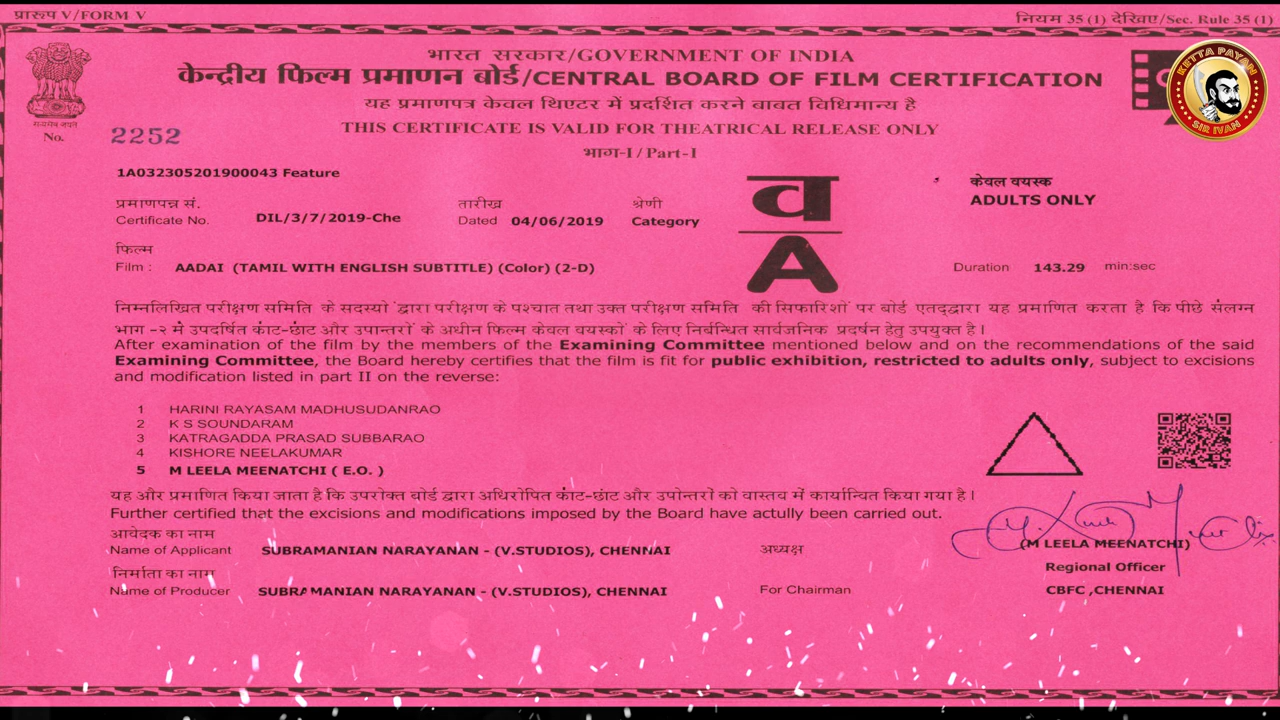 प्रारूप V/FORM V
नियम 35 (1) देखिए/Sec. Rule 35 (1)
भारत सरकार/GOVERNMENT OF INDIA
केन्द्रीय फिल्म प्रमाणन बोर्ड/CENTRAL BOARD OF FILM CERTIFICATION
यह प्रमाणपत्र केवल थिएटर में प्रदर्शित करने बावत विधिमान्य है
सत्यमेव जयते
KETTA PAYAN
SIR IVAN
No. 2252
THIS CERTIFICATE IS VALID FOR THEATRICAL RELEASE ONLY
भाग-I / Part-I
1A032305201900043 Feature
व
A
केवल वयस्क
ADULTS ONLY
प्रमाणपन्न सं. तारीख श्रेणी
Certificate No. DIL/3/7/2019-Che Dated 04/06/2019 Category
फिल्म
Film : AADAI (TAMIL WITH ENGLISH SUBTITLE) (Color) (2-D) Duration 143.29 min:sec
निम्नलिखित परीक्षण समिति के सदस्यों द्वारा परीक्षण के पश्चात तथा उक्त परीक्षण समिति की सिफारिशों पर बोर्ड एतद्द्वारा यह प्रमाणित करता है कि पीछे संलग्न
भाग -२ में उपदर्षित काट-छाट और उपान्तरों के अधीन फिल्म केवल वयस्कों के लिए निर्बन्धित सार्वजनिक प्रदर्षन हेतु उपयुक्त है।
After examination of the film by the members of the Examining Committee mentioned below and on the recommendations of the said
Examining Committee, the Board hereby certifies that the film is fit for public exhibition, restricted to adults only, subject to excisions
and modification listed in part II on the reverse:
1 HARINI RAYASAM MADHUSUDANRAO
2 K S SOUNDARAM
3 KATRAGADDA PRASAD SUBBARAO
4 KISHORE NEELAKUMAR
5 M LEELA MEENATCHI ( E.O. )
यह और प्रमाणित किया जाता है कि उपरोक्त बोर्ड द्वारा अधिरोपित काट-छांट और उपोन्तरों को वास्तव में कार्यान्वित किया गया है।
Further certified that the excisions and modifications imposed by the Board have actully been carried out.
आवेदक का नाम
Name of Applicant SUBRAMANIAN NARAYANAN - (V.STUDIOS), CHENNAI अध्यक्ष
(M LEELA MEENATCHI)
Regional Officer
निर्माता का नाम
Name of Producer SUBRAMANIAN NARAYANAN - (V.STUDIOS), CHENNAI For Chairman CBFC ,CHENNAI